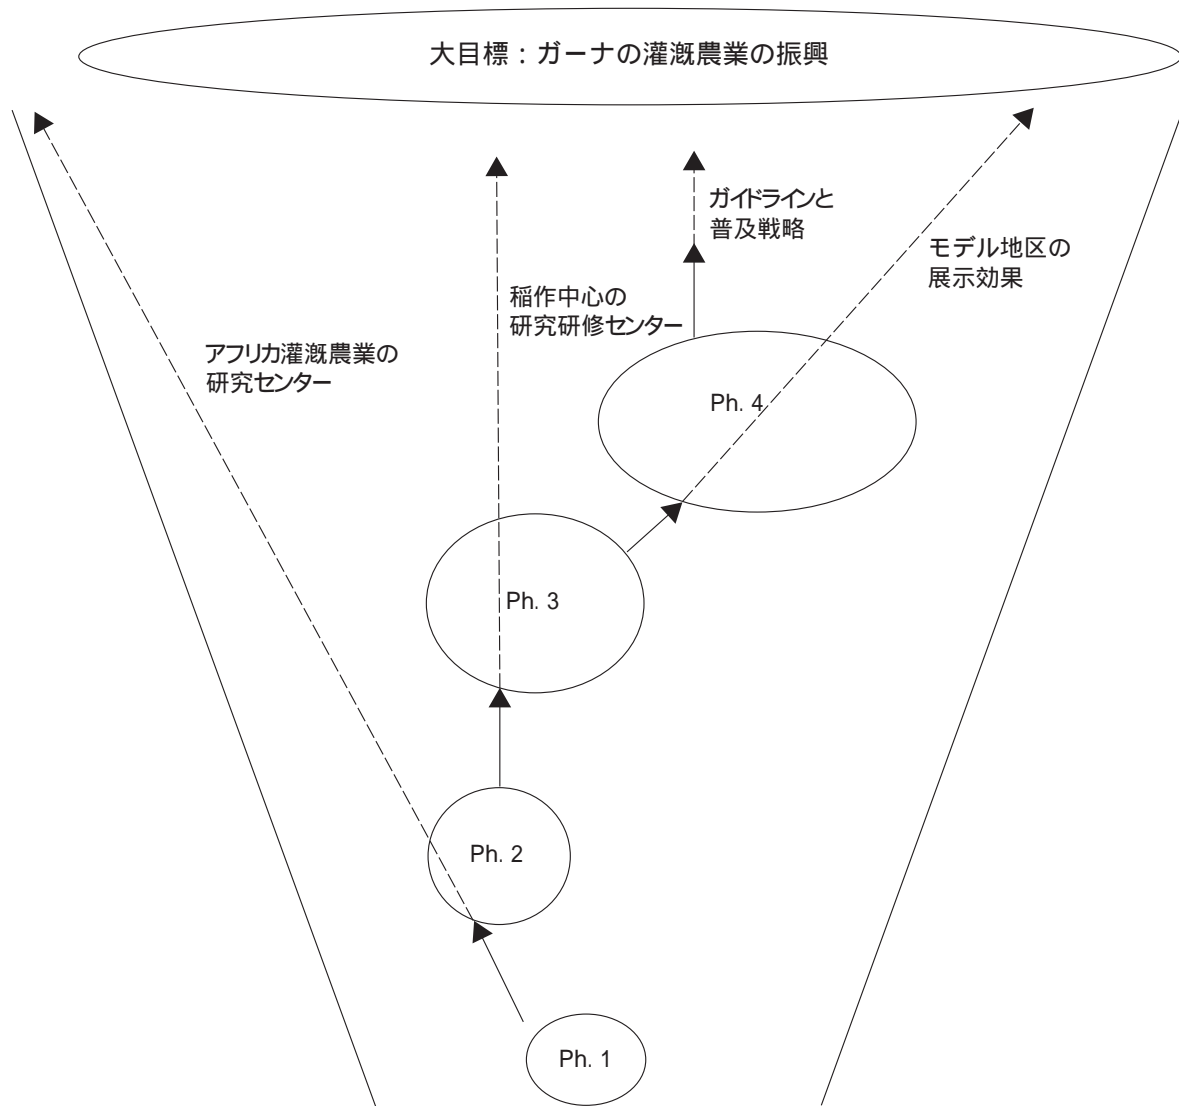 大目標：ガーナの灌漑農業の振興
ガイドラインと
普及戦略
モデル地区の
展示効果
稲作中心の
研究研修センター
アフリカ灌漑農業の
研究センター
Ph. 4
Ph. 3
Ph. 2
Ph. 1